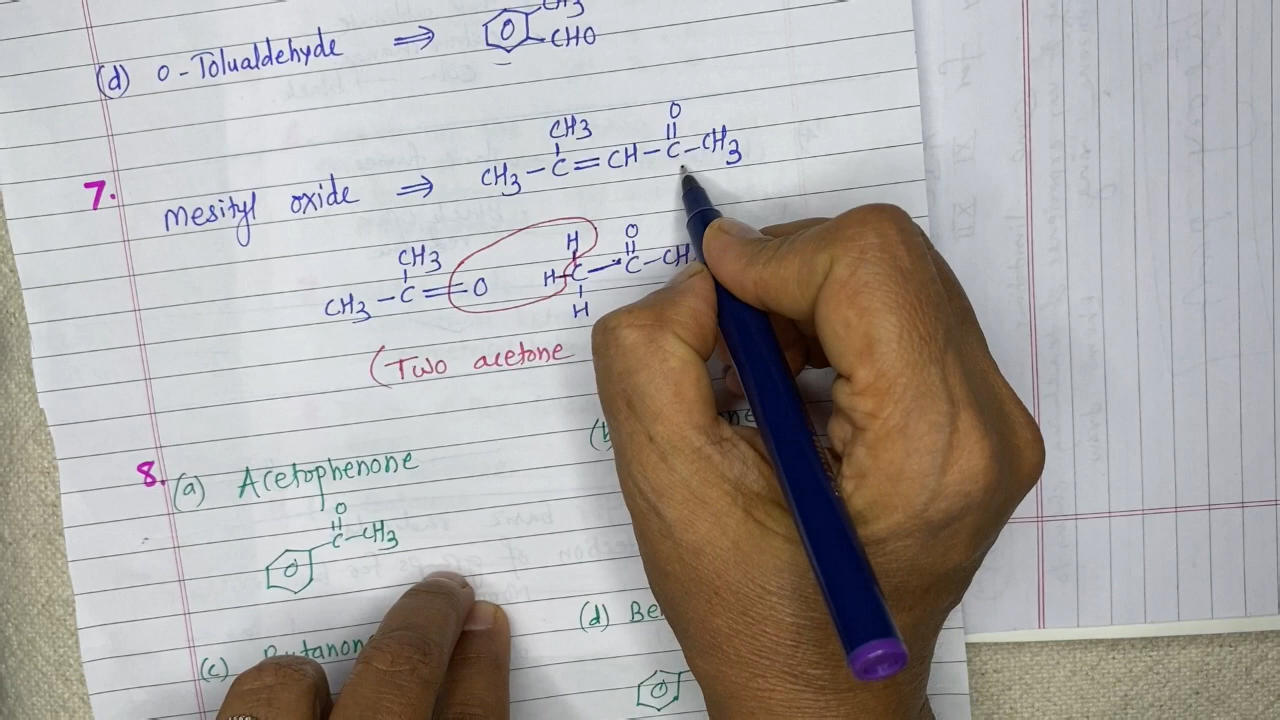 CH3
(d) o-Tolualdehyde ⇒ CHO
O
CH3
7. Mesityl oxide ⇒ CH3-C=CH-C-CH3
CH3 H O
CH3-C=O H-C-C-CH
H
(Two acetone
8. (a) Acetophenone
O
C-CH3
(c) Butanon
(d) Be